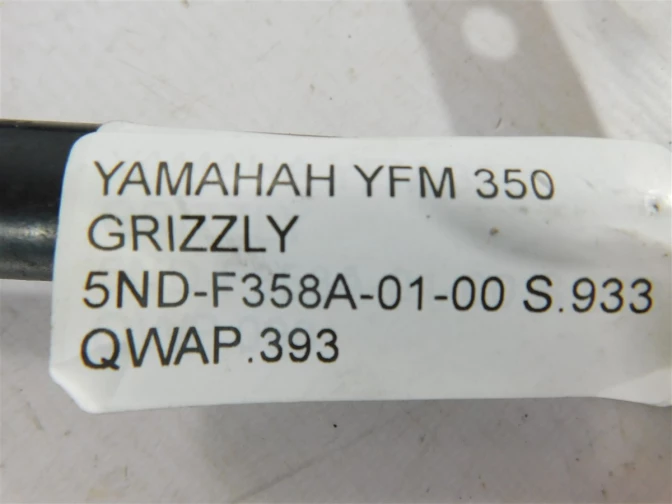 YAMAHAH YFM 350
GRIZZLY
5ND-F358A-01-00 S.933
QWAP.393